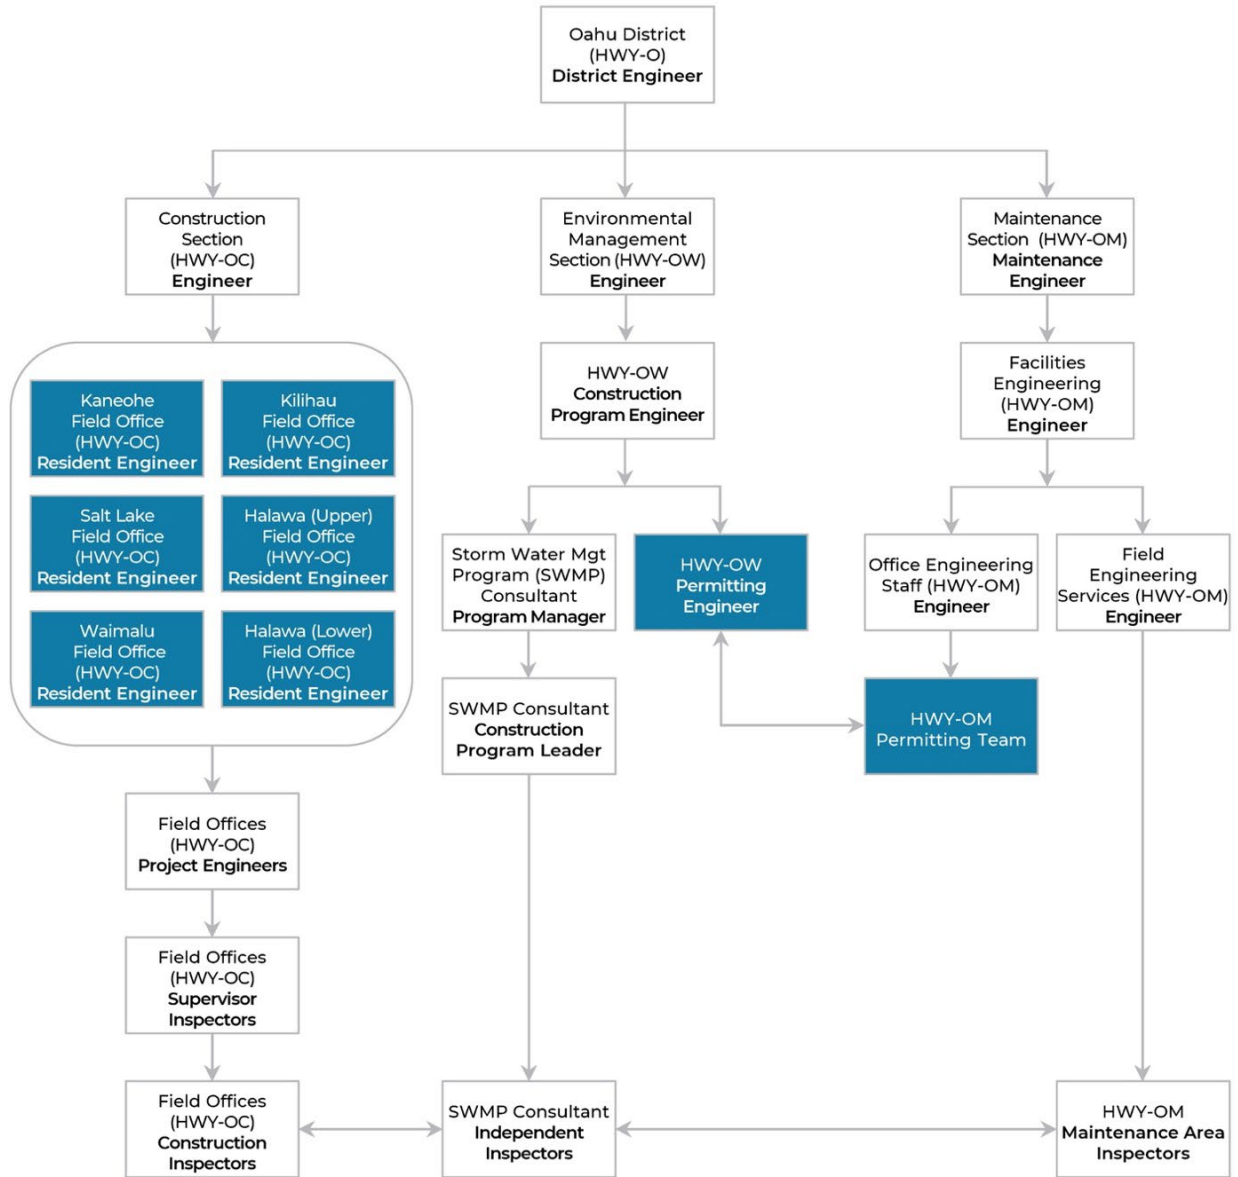 Oahu District
(HWY-O)
District Engineer
Construction
Section
(HWY-OC)
Engineer
Environmental
Management
Section (HWY-OW)
Engineer
Maintenance
Section (HWY-OM)
Maintenance
Engineer
Kaneohe
Field Office
(HWY-OC)
Resident Engineer
Kilihau
Field Office
(HWY-OC)
Resident Engineer
Salt Lake
Field Office
(HWY-OC)
Resident Engineer
Halawa (Upper)
Field Office
(HWY-OC)
Resident Engineer
Waimalu
Field Office
(HWY-OC)
Resident Engineer
Halawa (Lower)
Field Office
(HWY-OC)
Resident Engineer
HWY-OW
Construction
Program Engineer
Facilities
Engineering
(HWY-OM)
Engineer
Storm Water Mgt
Program (SWMP)
Consultant
Program Manager
HWY-OW
Permitting
Engineer
Office Engineering
Staff (HWY-OM)
Engineer
Field
Engineering
Services (HWY-OM)
Engineer
SWMP Consultant
Construction
Program Leader
HWY-OM
Permitting Team
Field Offices
(HWY-OC)
Project Engineers
Field Offices
(HWY-OC)
Supervisor
Inspectors
Field Offices
(HWY-OC)
Construction
Inspectors
SWMP Consultant
Independent
Inspectors
HWY-OM
Maintenance Area
Inspectors